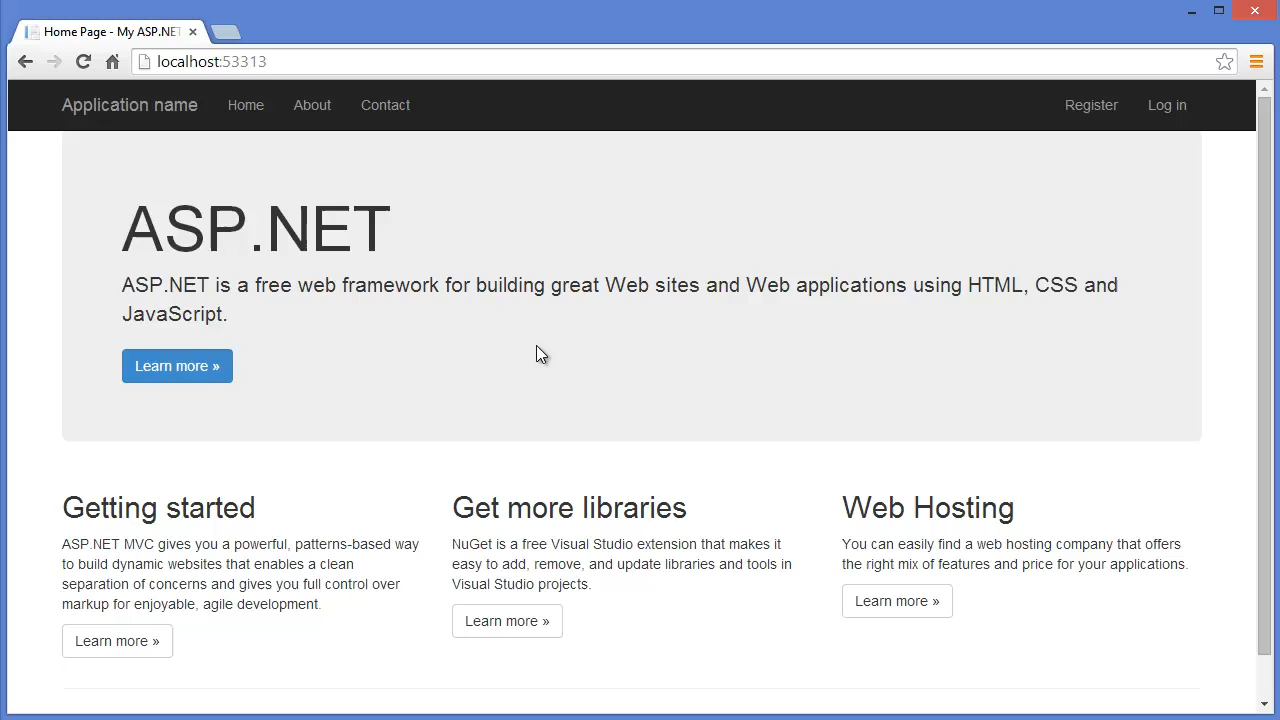 Home Page - My ASP.NET
localhost:53313
Application name Home About Contact Register Log in
ASP.NET
ASP.NET is a free web framework for building great Web sites and Web applications using HTML, CSS and
JavaScript.
Learn more »
Getting started
ASP.NET MVC gives you a powerful, patterns-based way
to build dynamic websites that enables a clean
separation of concerns and gives you full control over
markup for enjoyable, agile development.
Learn more »
Get more libraries
NuGet is a free Visual Studio extension that makes it
easy to add, remove, and update libraries and tools in
Visual Studio projects.
Learn more »
Web Hosting
You can easily find a web hosting company that offers
the right mix of features and price for your applications.
Learn more »